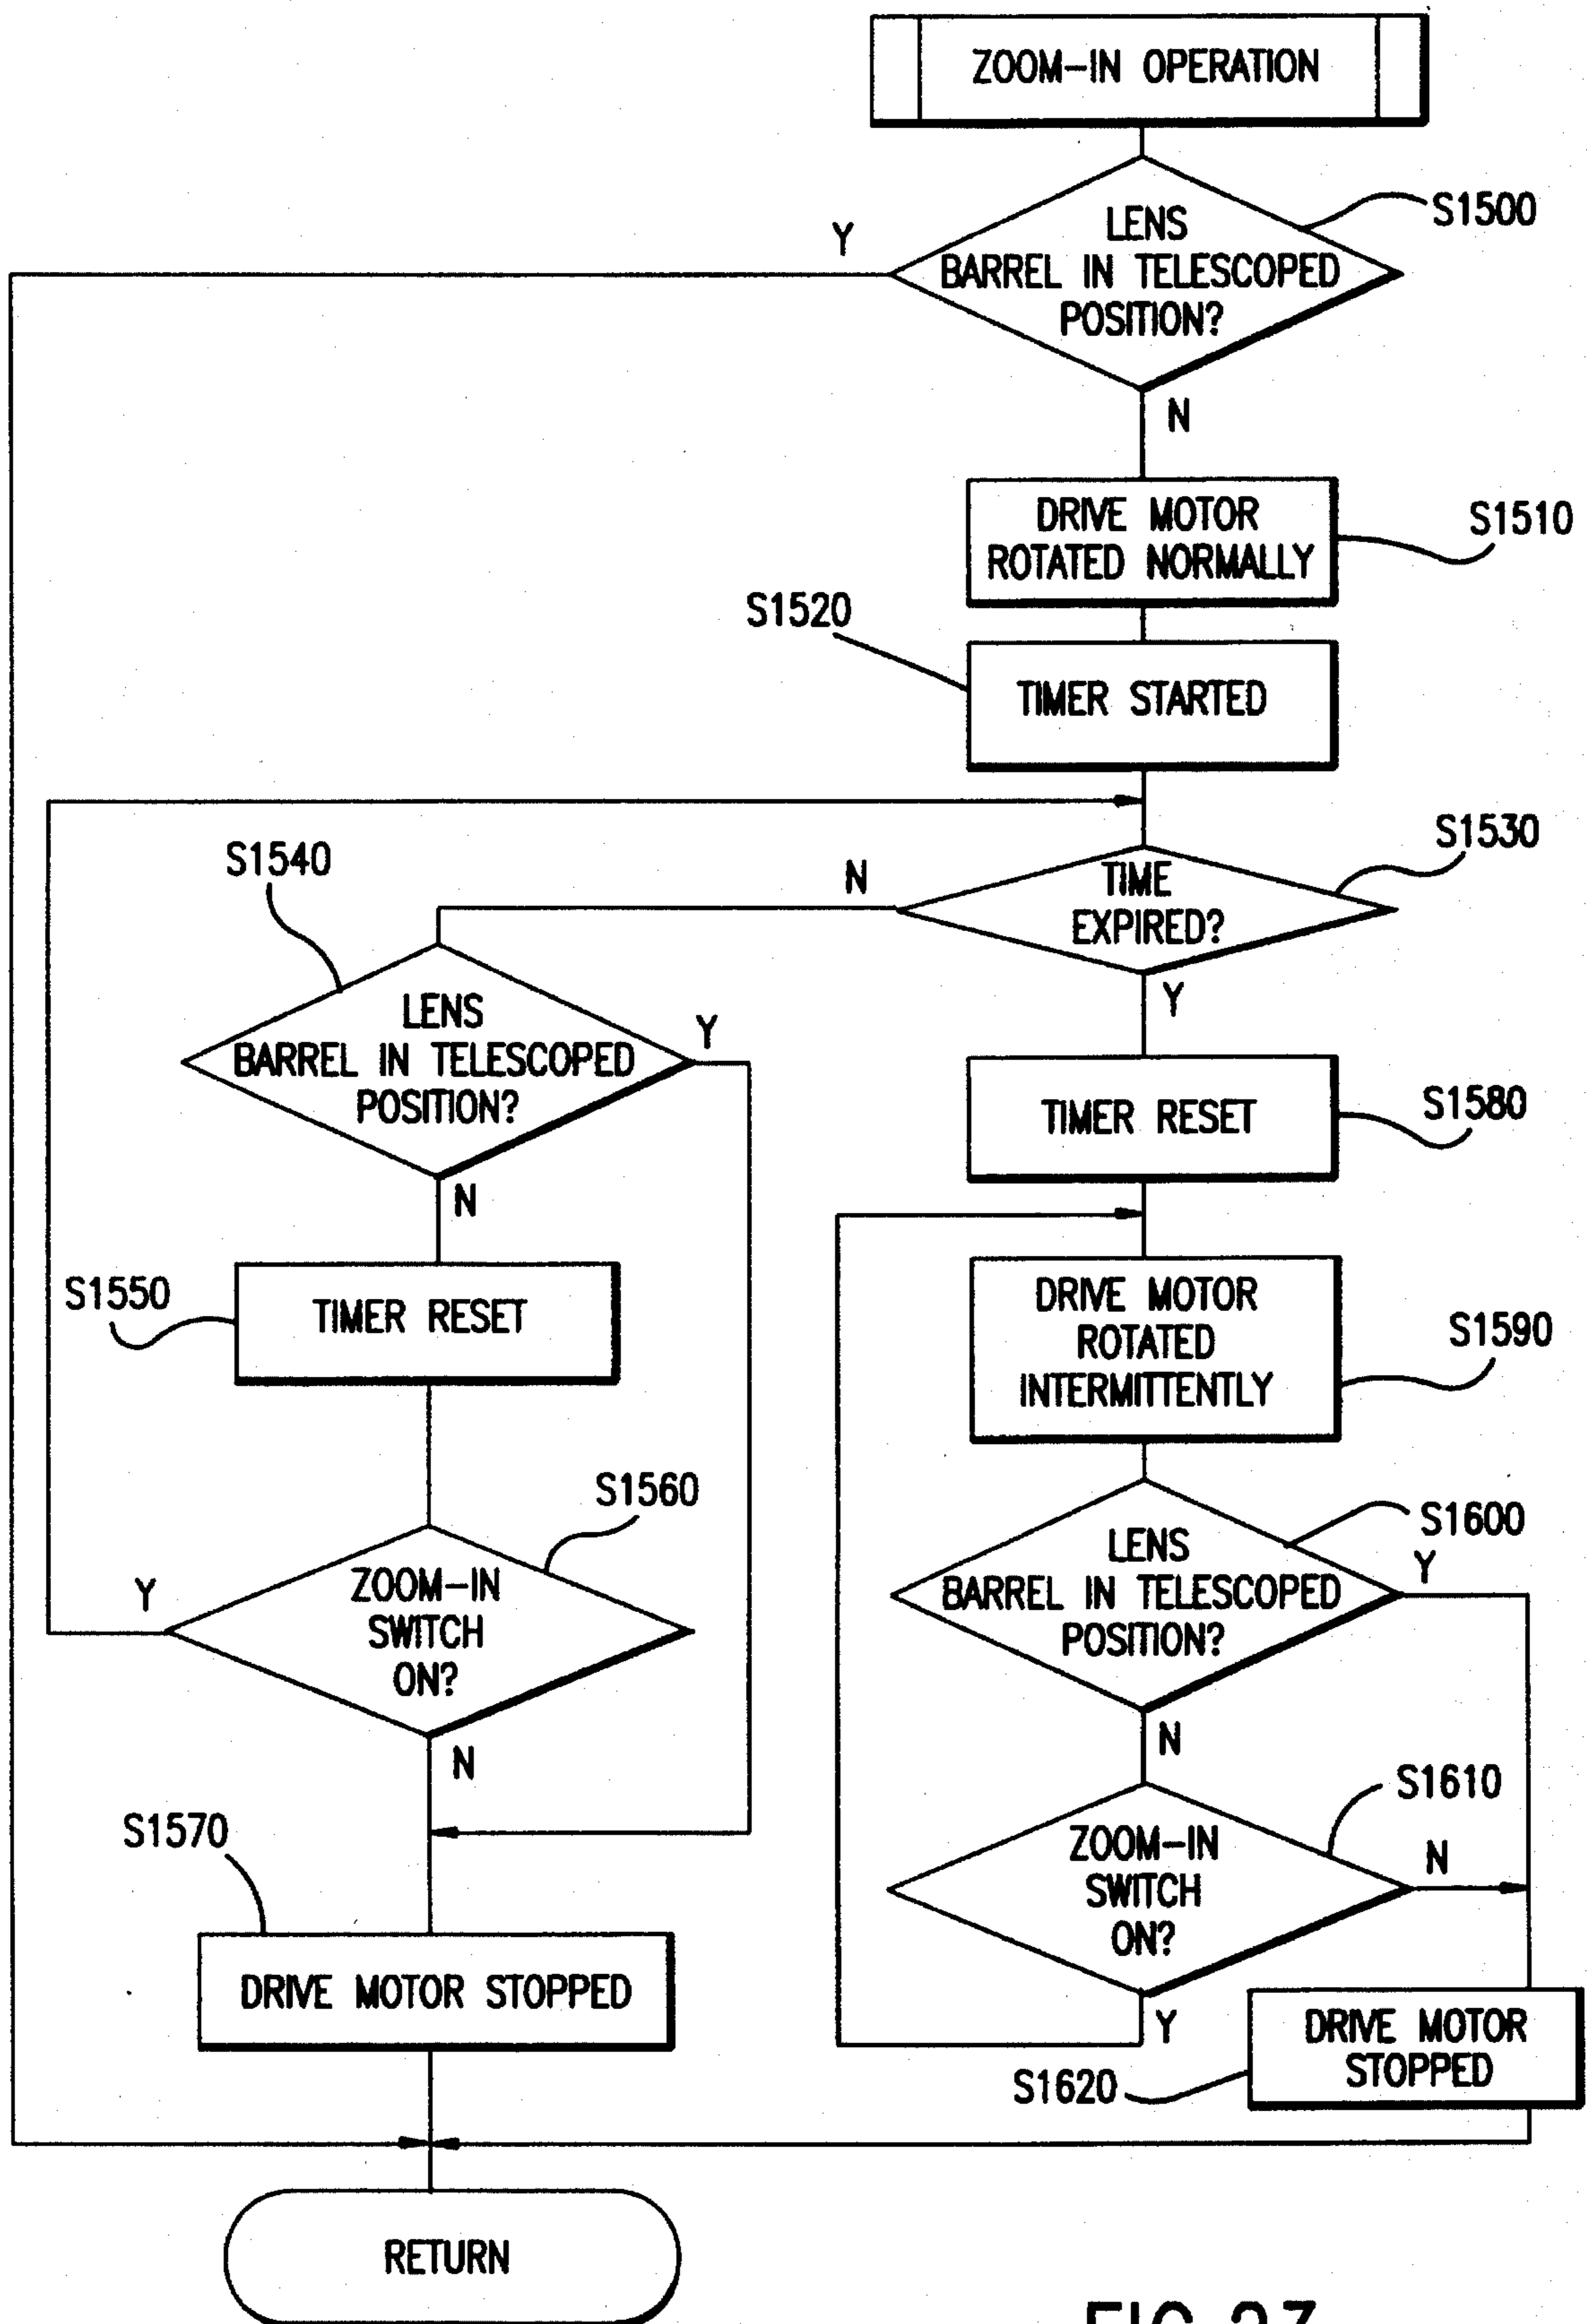 ZOOM-IN OPERATION
S1500
Y
LENS
BARREL IN TELESCOPED
POSITION?
N
DRIVE MOTOR
ROTATED NORMALLY
S1510
S1520
TIMER STARTED
S1530
TIME
EXPIRED?
N
Y
S1540
LENS
BARREL IN TELESCOPED
POSITION?
Y
N
TIMER RESET
S1580
S1550
TIMER RESET
DRIVE MOTOR
ROTATED
INTERMITTENTLY
S1590
S1560
ZOOM-IN
SWITCH
ON?
Y
N
S1600
LENS
BARREL IN TELESCOPED
POSITION?
Y
N
S1610
ZOOM-IN
SWITCH
ON?
N
Y
S1570
DRIVE MOTOR STOPPED
DRIVE MOTOR
STOPPED
S1620
RETURN